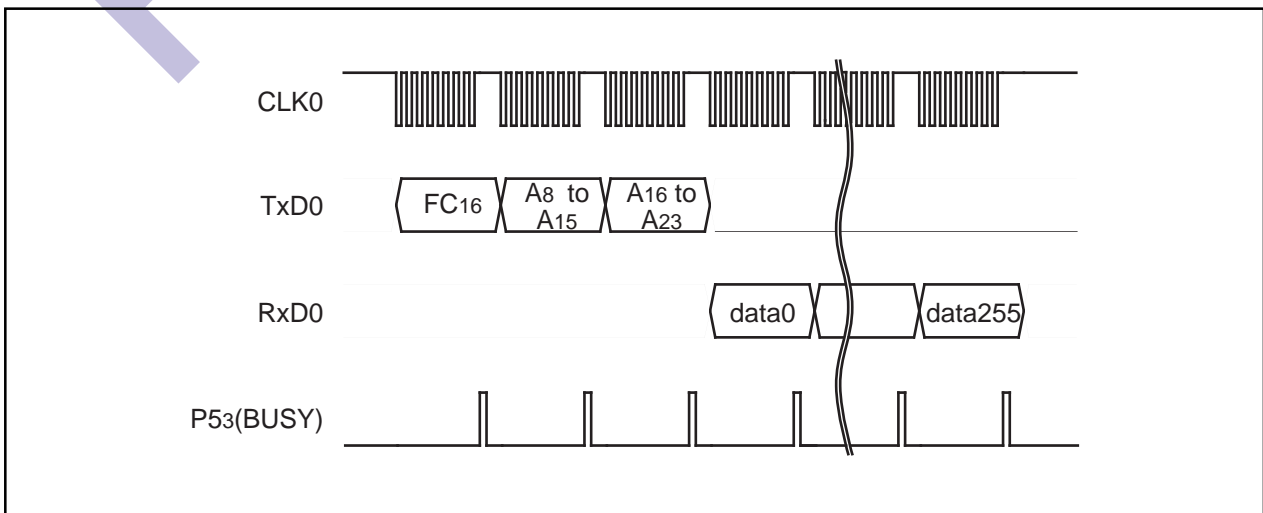 CLK0
TxD0
FC16
A8 to
A15
A16 to
A23
RxD0
data0
data255
P53(BUSY)